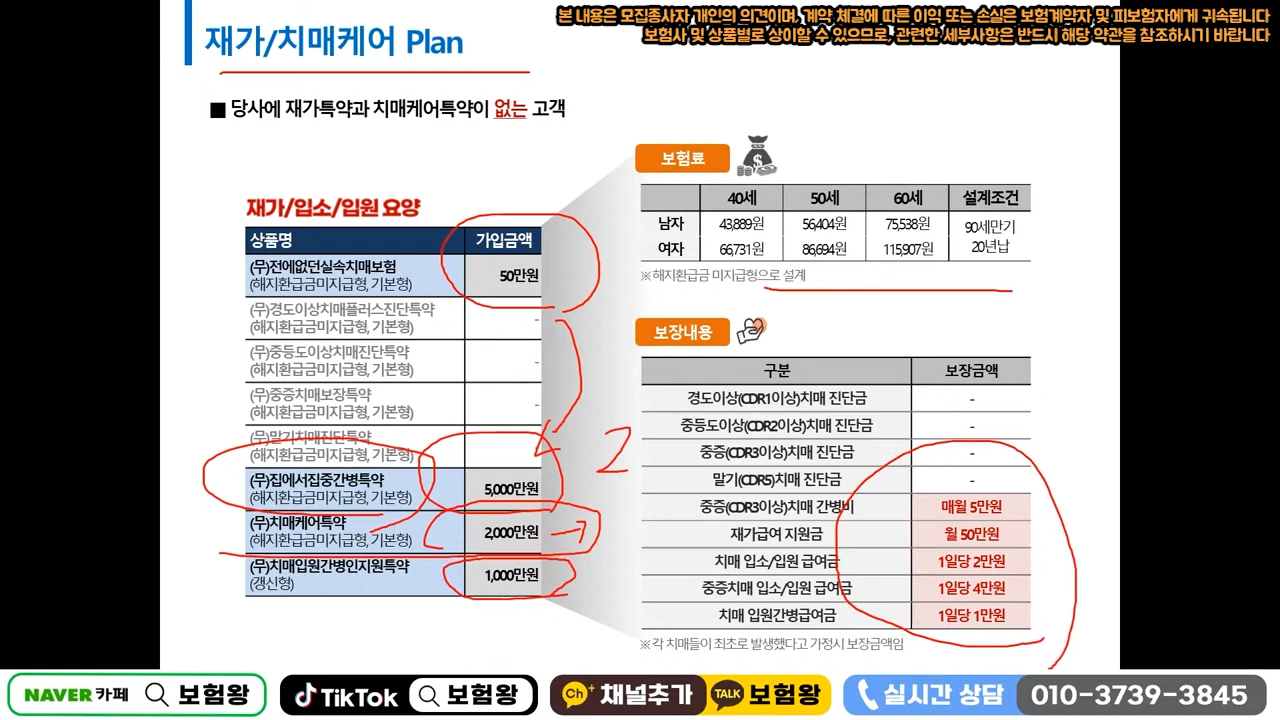 본 내용은 모집종사자 개인의 의견이며, 계약 체결에 따른 이익 또는 손실은 보험계약자 및 피보험자에게 귀속됩니다
보험사 및 상품별로 상이할 수 있으므로, 관련한 세부사항은 반드시 해당 약관을 참조하시기 바랍니다
재가/치매케어 Plan
■ 당사에 재가특약과 치매케어특약이 없는 고객
재가/입소/입원 요양
상품명 가입금액
(무)전에없던실속치매보험
(해지환급금미지급형, 기본형) 50만원
(무)경도이상치매플러스진단특약
(해지환급금미지급형, 기본형) -
(무)중등도이상치매진단특약
(해지환급금미지급형, 기본형) -
(무)중증치매보장특약
(해지환급금미지급형, 기본형) -
(무)말기치매진단특약
(해지환급금미지급형, 기본형)
(무)집에서집중간병특약
(해지환급금미지급형, 기본형) 5,000만원
(무)치매케어특약
(해지환급금미지급형, 기본형) 2,000만원
(무)치매입원간병인지원특약
(갱신형) 1,000만원
2
보험료
$
40세 50세 60세 설계조건
남자 43,889원 56,404원 75,538원 90세만기
여자 66,731원 86,694원 115,907원 20년납
※ 해지환급금 미지급형으로 설계
보장내용
구분 보장금액
경도이상(CDR1이상)치매 진단금 -
중등도이상(CDR2이상)치매 진단금 -
중증(CDR3이상)치매 진단금 -
말기(CDR5)치매 진단금 -
중증(CDR3이상)치매 간병비 매월 5만원
재가급여 지원금 월 50만원
치매 입소/입원 급여금 1일당 2만원
중증치매 입소/입원 급여금 1일당 4만원
치매 입원간병급여금 1일당 1만원
※ 각 치매들이 최초로 발생했다고 가정시 보장금액임
NAVER 카페 보험왕
TikTok 보험왕
Ch+ 채널추가 TALK 보험왕
실시간 상담 010-3739-3845